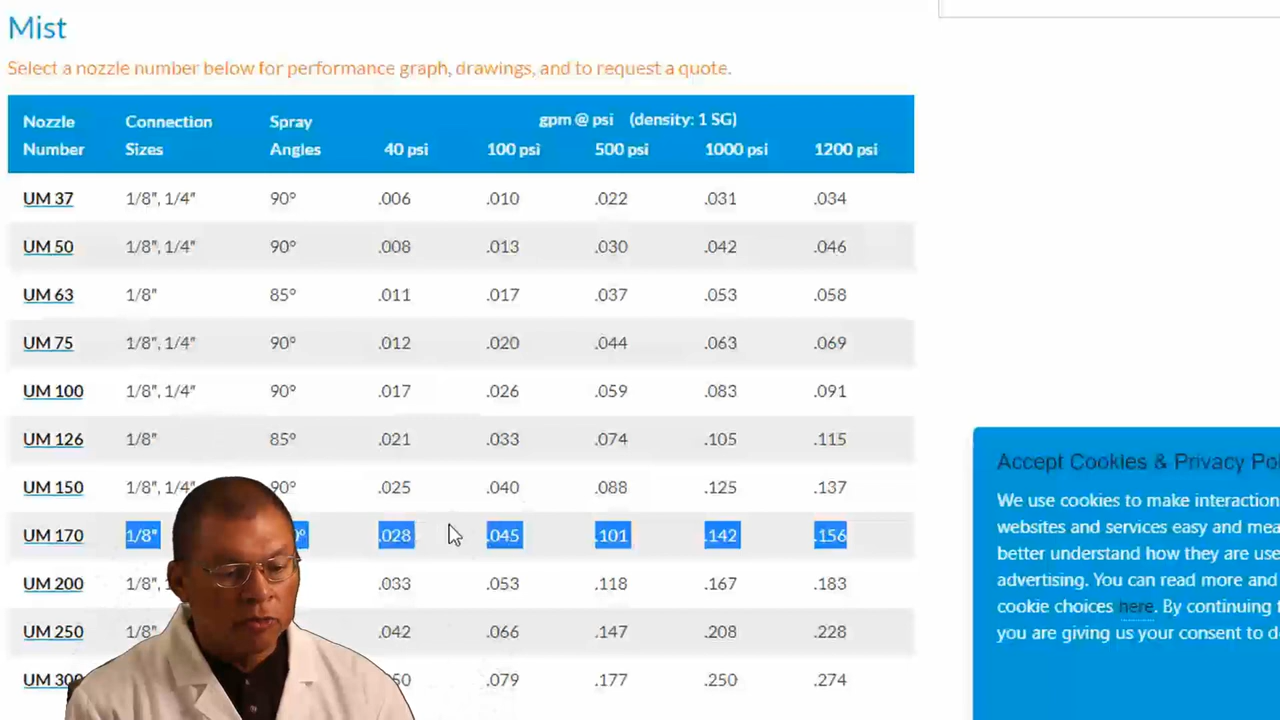 Mist
Select a nozzle number below for performance graph, drawings, and to request a quote.
Nozzle Number Connection Sizes Spray Angles gpm @ psi (density: 1 SG)
40 psi 100 psi 500 psi 1000 psi 1200 psi
UM 37 1/8", 1/4" 90° .006 .010 .022 .031 .034
UM 50 1/8", 1/4" 90° .008 .013 .030 .042 .046
UM 63 1/8" 85° .011 .017 .037 .053 .058
UM 75 1/8", 1/4" 90° .012 .020 .044 .063 .069
UM 100 1/8", 1/4" 90° .017 .026 .059 .083 .091
UM 126 1/8" 85° .021 .033 .074 .105 .115
UM 150 1/8", 1/4" 90° .025 .040 .088 .125 .137
UM 170 1/8" 0° .028 .045 .101 .142 .156
UM 200 1/8", .033 .053 .118 .167 .183
UM 250 1/8" .042 .066 .147 .208 .228
UM 300 50 .079 .177 .250 .274
Accept Cookies & Privacy Pol
We use cookies to make interaction
websites and services easy and mea
better understand how they are use
advertising. You can read more and
cookie choices here. By continuing t
you are giving us your consent to d